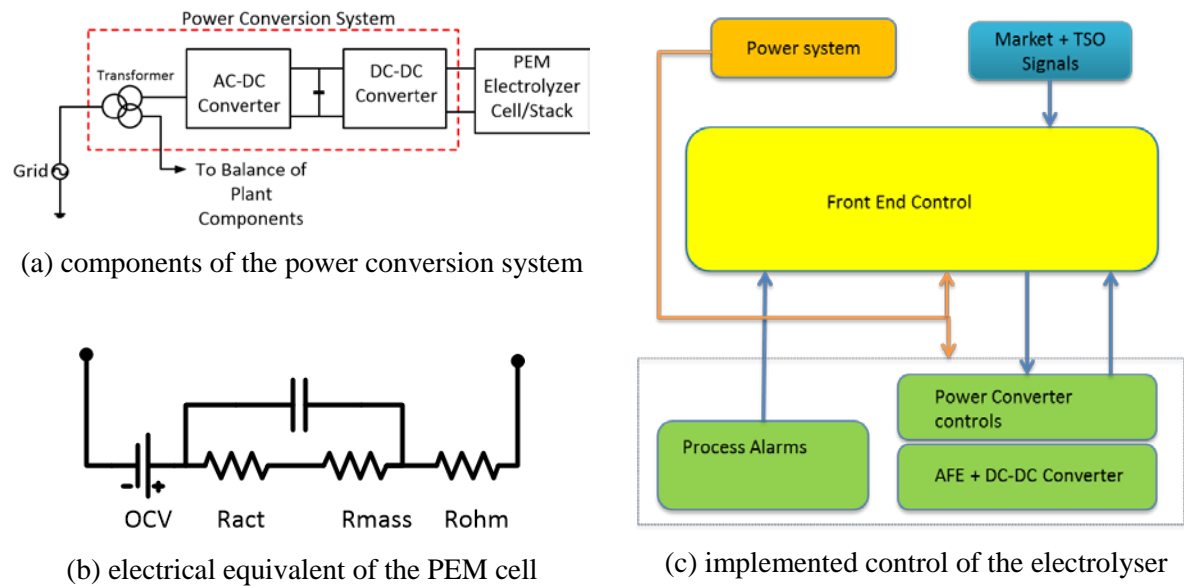 Power Conversion System
Transformer
AC-DC
Converter
DC-DC
Converter
PEM
Electrolyzer
Cell/Stack
Grid
To Balance of
Plant
Components
(a) components of the power conversion system
OCV
Ract
Rmass
Rohm
(b) electrical equivalent of the PEM cell
Power system
Market + TSO
Signals
Front End Control
Process Alarms
Power Converter
controls
AFE + DC-DC Converter
(c) implemented control of the electrolyser